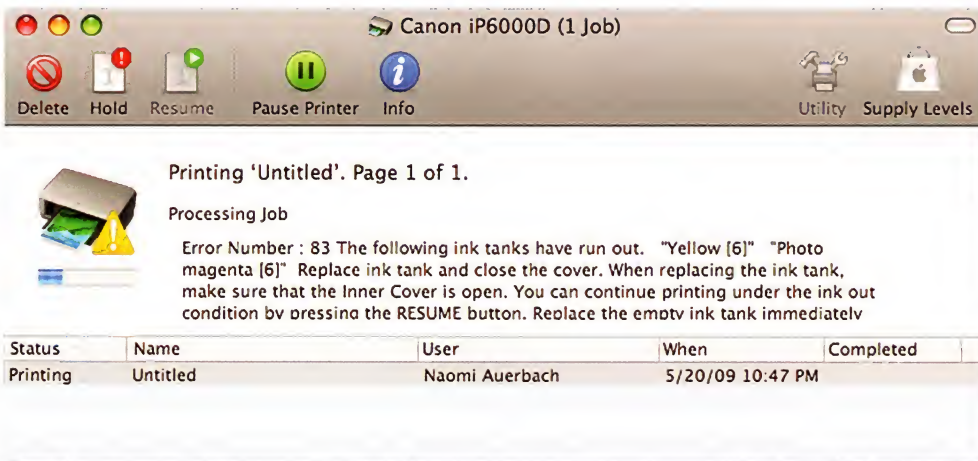 Canon iP6000D (1 Job)
Delete Hold Resume Pause Printer Info Utility Supply Levels
Printing ‘Untitled’. Page 1 of 1.
Processing Job
Error Number : 83 The following ink tanks have run out. "Yellow [6]" "Photo
magenta [6]" Replace ink tank and close the cover. When replacing the ink tank,
make sure that the Inner Cover is open. You can continue printing under the ink out
condition by pressing the RESUME button. Replace the empty ink tank immediately
Status Name User When Completed
Printing Untitled Naomi Auerbach 5/20/09 10:47 PM